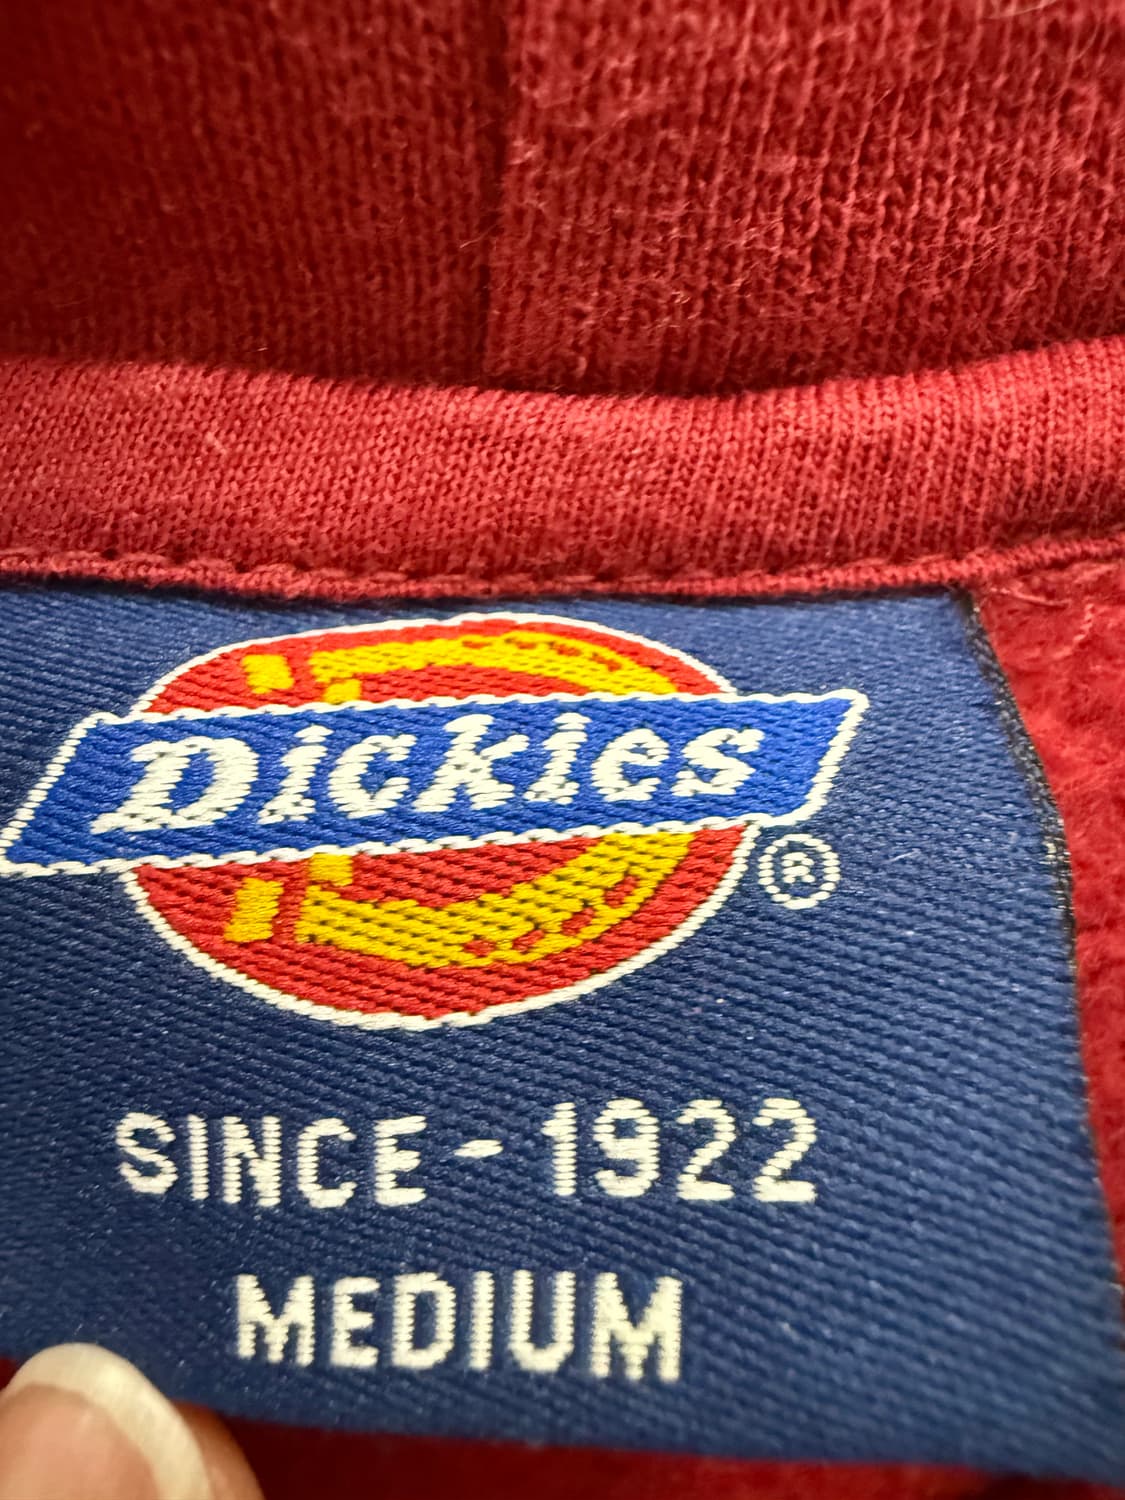 Dickies
®
SINCE - 1922
MEDIUM